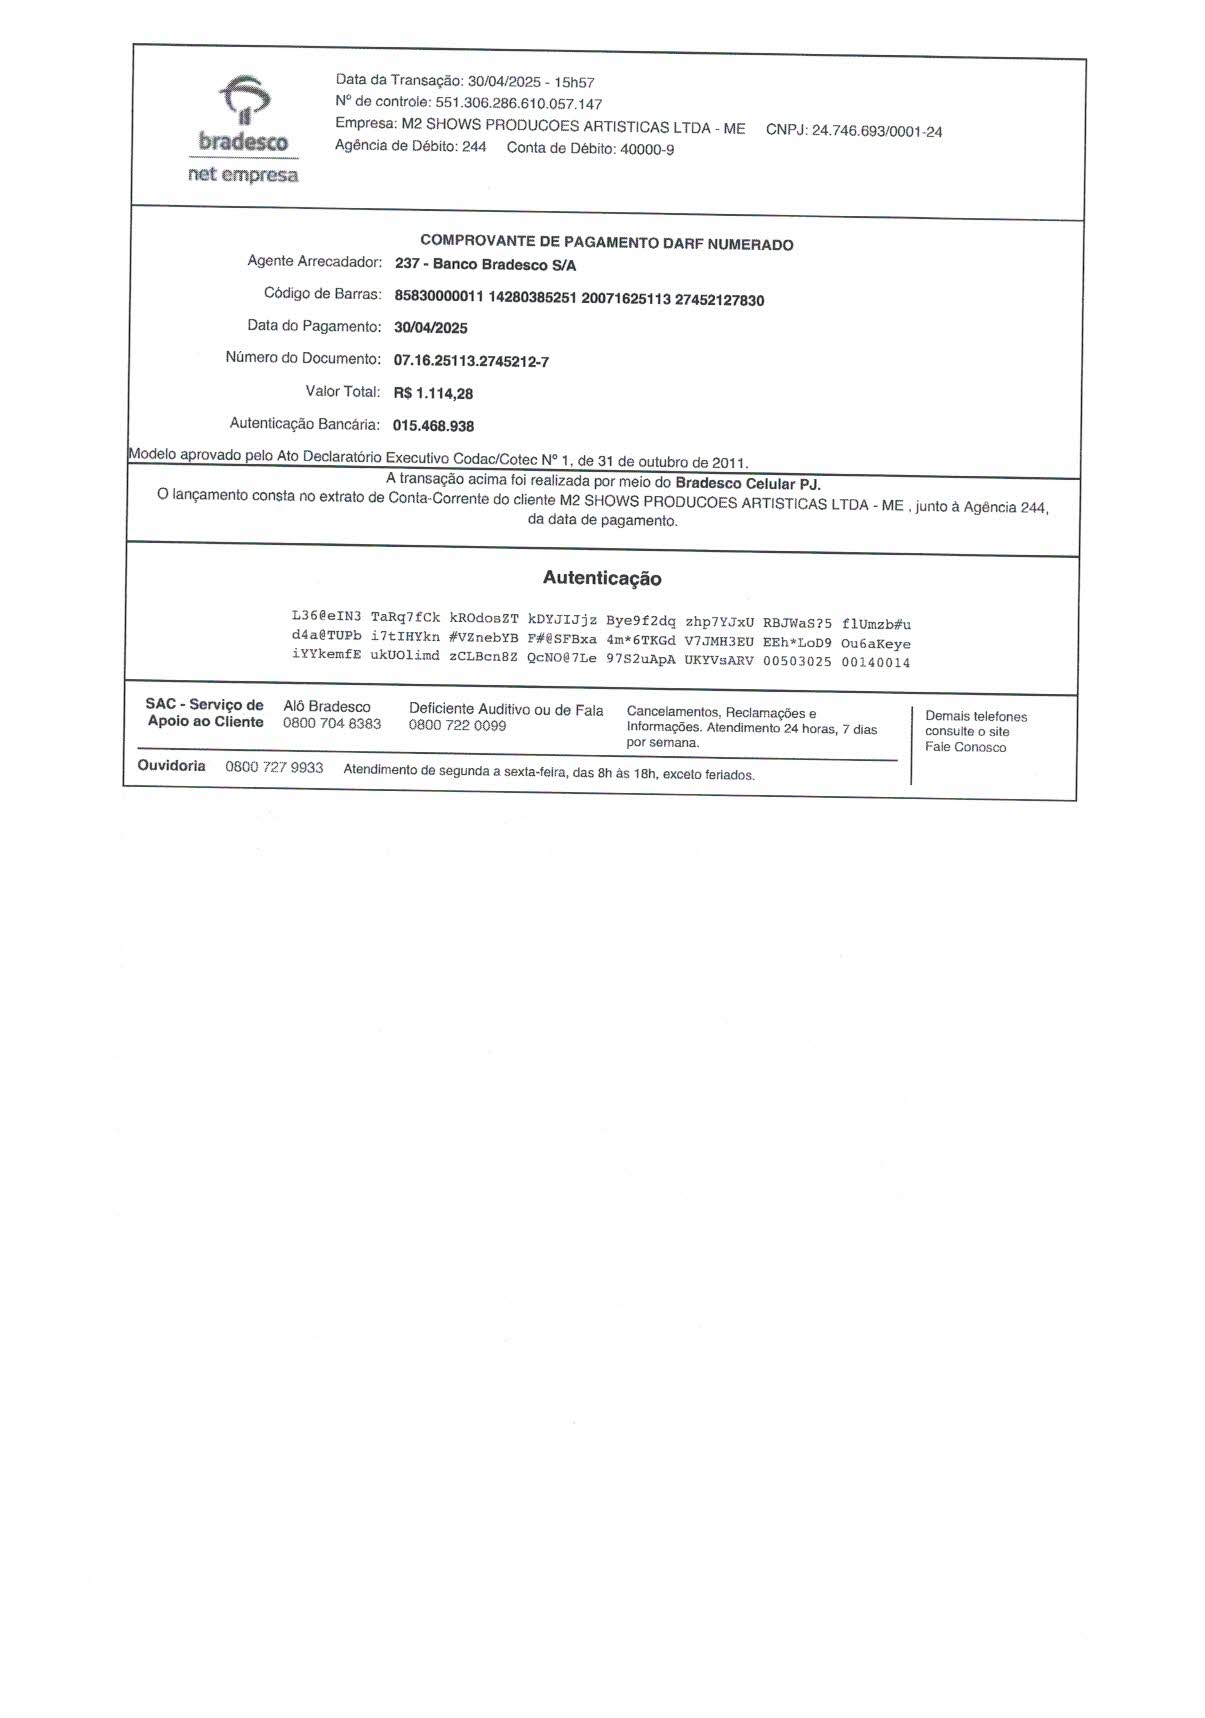 bradesco
net empresa
Data da Transação: 30/04/2025 - 15h57
Nº de controle: 551.306.286.610.057.147
Empresa: M2 SHOWS PRODUCOES ARTISTICAS LTDA - ME CNPJ: 24.746.693/0001-24
Agência de Débito: 244 Conta de Débito: 40000-9
COMPROVANTE DE PAGAMENTO DARF NUMERADO
Agente Arrecadador: 237 - Banco Bradesco S/A
Código de Barras: 85830000011 14280385251 20071625113 27452127830
Data do Pagamento: 30/04/2025
Número do Documento: 07.16.25113.2745212-7
Valor Total: R$ 1.114,28
Autenticação Bancária: 015.468.938
Modelo aprovado pelo Ato Declaratório Executivo Codac/Cotec Nº 1, de 31 de outubro de 2011.
A transação acima foi realizada por meio do Bradesco Celular PJ.
O lançamento consta no extrato de Conta-Corrente do cliente M2 SHOWS PRODUCOES ARTISTICAS LTDA - ME , junto à Agência 244,
da data de pagamento.
Autenticação
L36@eIN3 TaRq7fCk kROdosZT kDYJIJjz Bye9f2dq zhp7YJxU RBJWaS?5 flUmzb#u
d4a@TUPb i7tIHYkn #VZnebYB F#@SFBxa 4m*6TKGd V7JMH3EU EEh*LoD9 Ou6aKeye
iYYkemfE ukUOlimd zCLBcn8Z QcNO@7Le 97S2uApA UKYVsARV 00503025 00140014
SAC - Serviço de Apoio ao Cliente
Alô Bradesco
0800 704 8383
Deficiente Auditivo ou de Fala
0800 722 0099
Cancelamentos, Reclamações e
Informações. Atendimento 24 horas, 7 dias
por semana.
Demais telefones
consulte o site
Fale Conosco
Ouvidoria 0800 727 9933 Atendimento de segunda a sexta-feira, das 8h às 18h, exceto feriados.